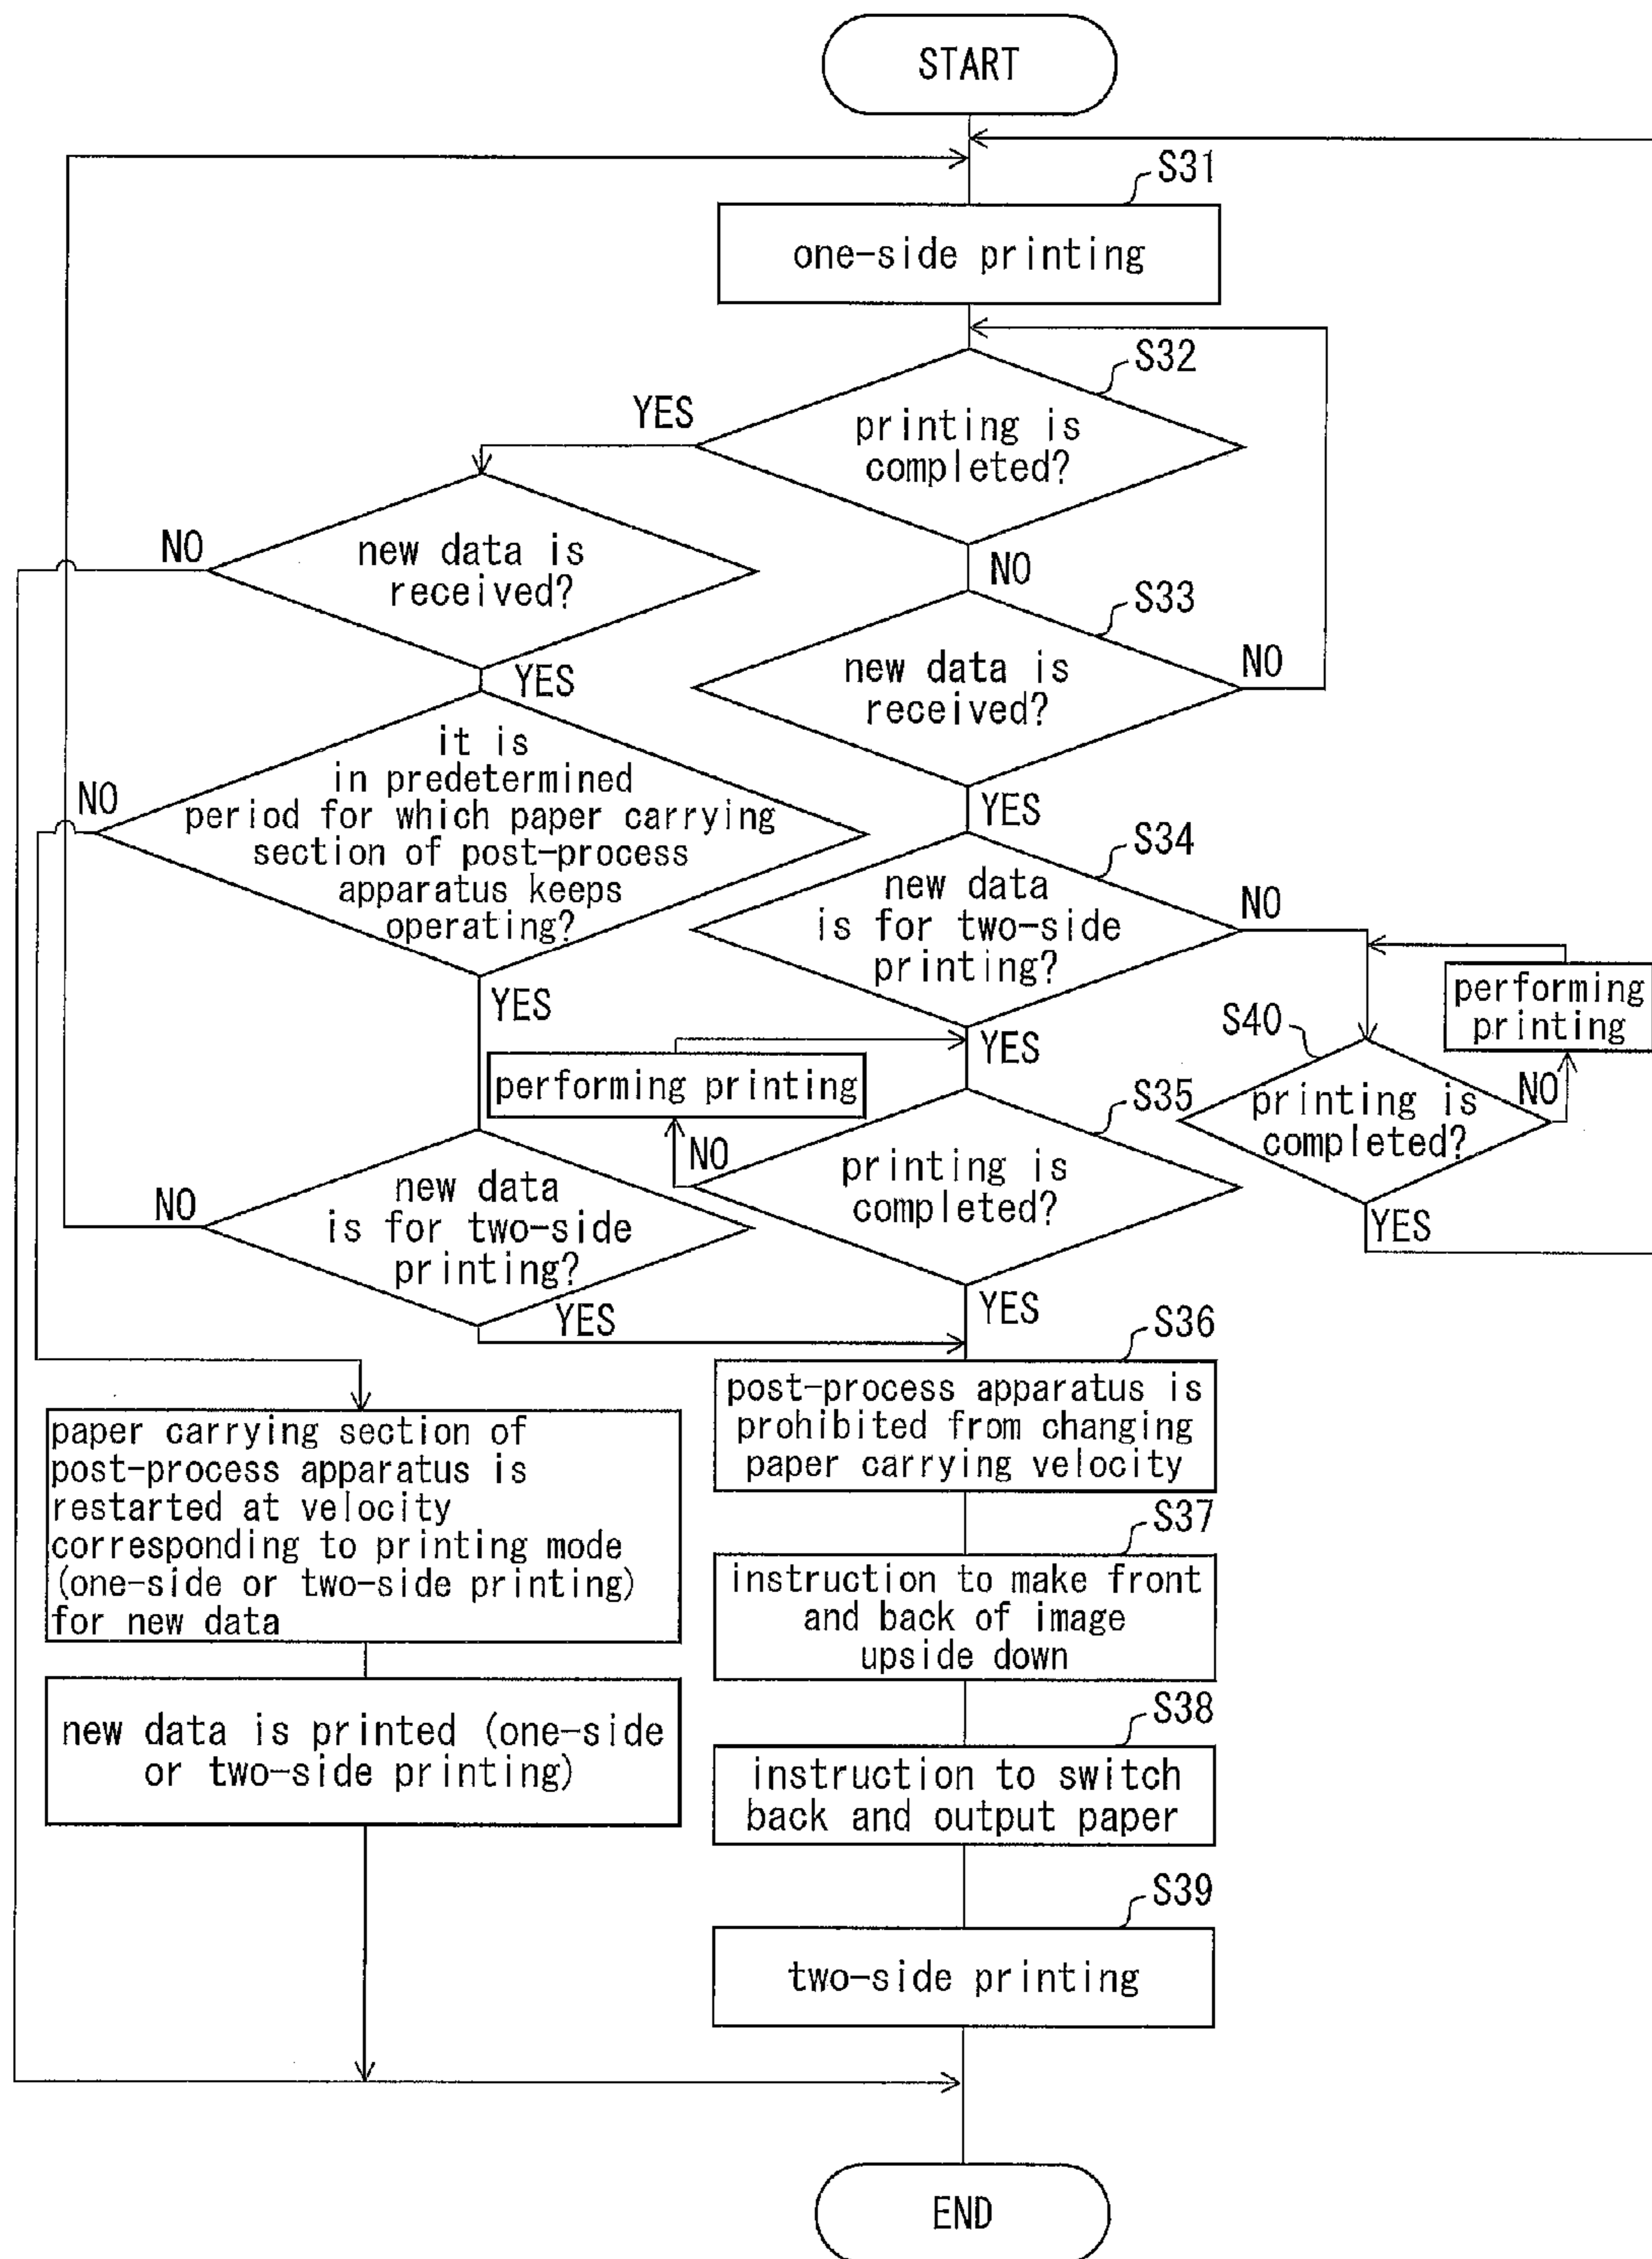 START
S31
one-side printing
S32
YES
printing is
completed?
NO
new data is
received?
NO
S33
YES
new data is
received?
NO
it is
in predetermined
period for which paper carrying
section of post-process
apparatus keeps
operating?
NO
YES
S34
new data
is for two-side
printing?
NO
YES
performing
printing
S40
YES
performing printing
S35
printing is
completed?
NO
NO
printing is
completed?
new data
is for two-side
printing?
NO
YES
YES
YES
S36
post-process apparatus is
prohibited from changing
paper carrying velocity
paper carrying section of
post-process apparatus is
restarted at velocity
corresponding to printing mode
(one-side or two-side printing)
for new data
S37
instruction to make front
and back of image
upside down
new data is printed (one-side
or two-side printing)
S38
instruction to switch
back and output paper
S39
two-side printing
END